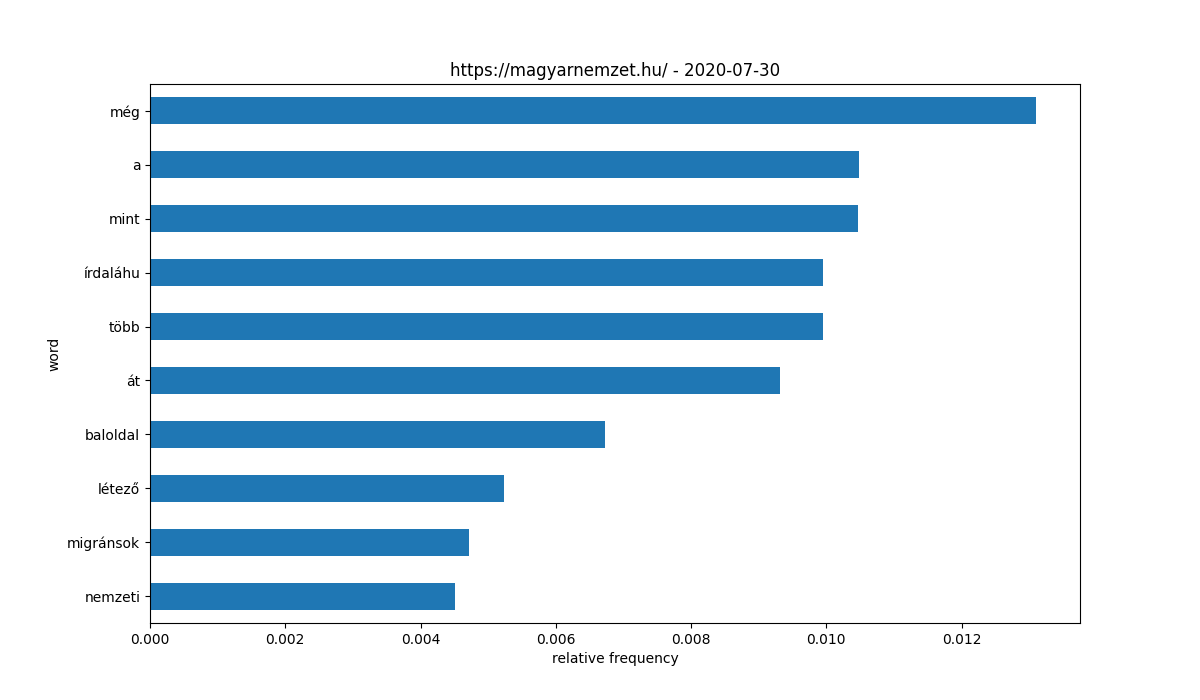 https://magyarnemzet.hu/ - 2020-07-30
még
a
mint
írdaláhu
több
át
baloldal
létező
migránsok
nemzeti
word
0.000 0.002 0.004 0.006 0.008 0.010 0.012
relative frequency